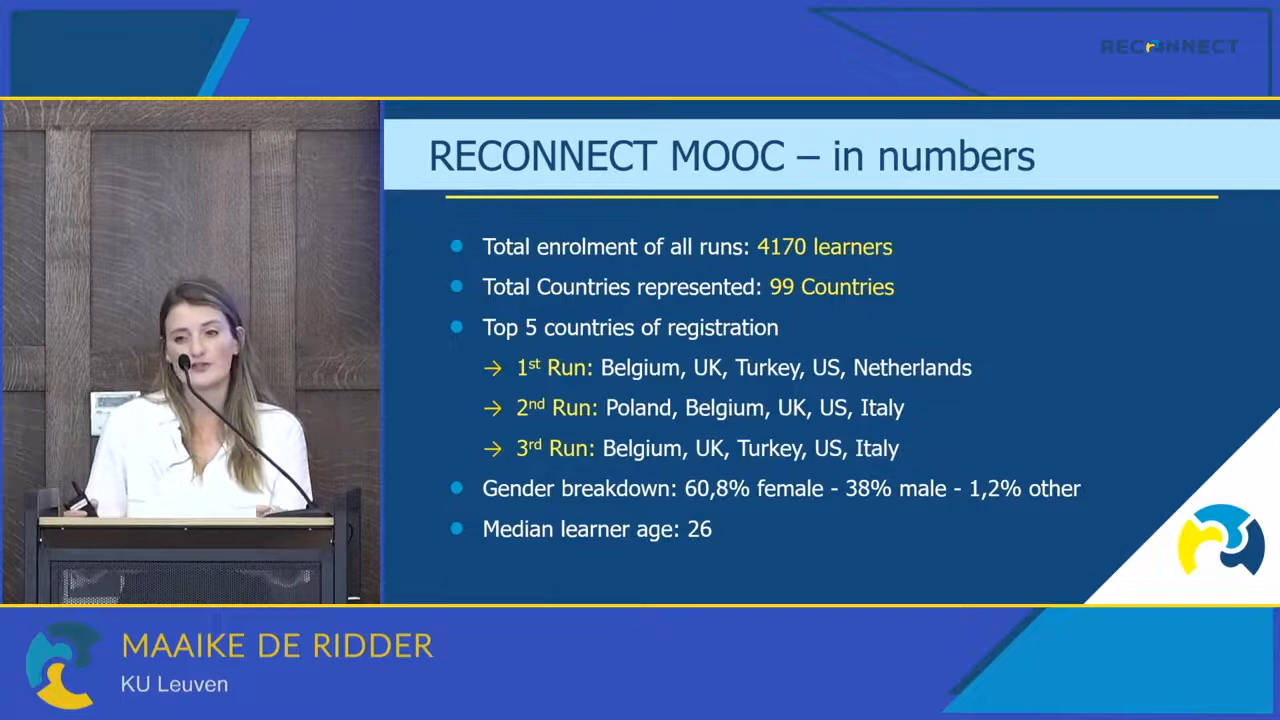 RECONNECT
RECONNECT MOOC – in numbers
Total enrolment of all runs: 4170 learners
Total Countries represented: 99 Countries
Top 5 countries of registration
→ 1st Run: Belgium, UK, Turkey, US, Netherlands
→ 2nd Run: Poland, Belgium, UK, US, Italy
→ 3rd Run: Belgium, UK, Turkey, US, Italy
Gender breakdown: 60,8% female - 38% male - 1,2% other
Median learner age: 26
MAAIKE DE RIDDER
KU Leuven